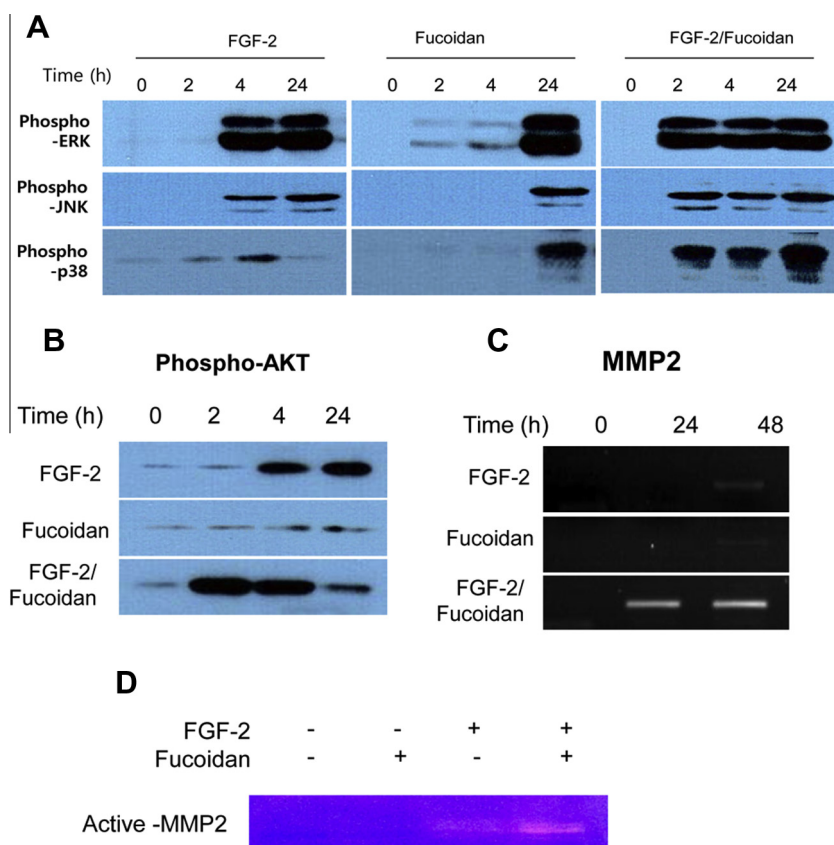 A
FGF-2 Fucoidan FGF-2/Fucoidan
Time (h) 0 2 4 24 0 2 4 24 0 2 4 24
Phospho
-ERK
Phospho
-JNK
Phospho
-p38
B
Phospho-AKT
Time (h) 0 2 4 24
FGF-2
Fucoidan
FGF-2/
Fucoidan
C
MMP2
Time (h) 0 24 48
FGF-2
Fucoidan
FGF-2/
Fucoidan
D
FGF-2 - - + +
Fucoidan - + - +
Active -MMP2